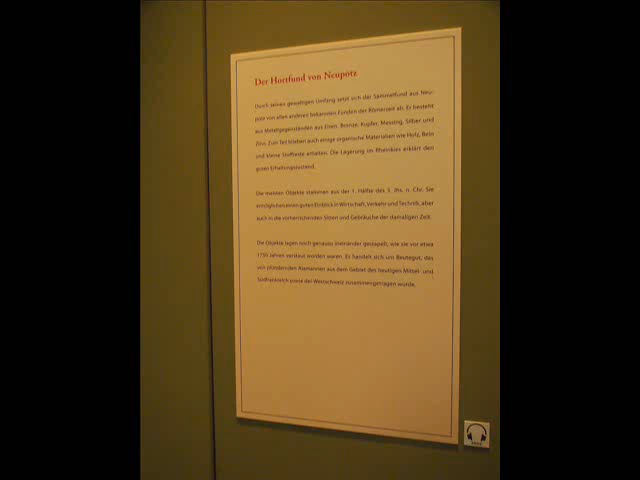 Der Hortfund von Neupotz
Durch seinen gewaltigen Umfang setzt sich der Sammelfund aus Neu-
potz von allen anderen bekannten Funden der Römerzeit ab. Er besteht
aus Metallgegenständen aus Eisen, Bronze, Kupfer, Messing, Silber und
Zinn. Zum Teil blieben auch einige organische Materialien wie Holz, Bein
und kleine Stoffreste erhalten. Die Lagerung im Rheinkies erklärt den
guten Erhaltungszustand.
Die meisten Objekte stammen aus der 1. Hälfte des 3. Jhs. n. Chr. Sie
ermöglichen einen guten Einblick in Wirtschaft, Verkehr und Technik, aber
auch in die vorherrschenden Sitten und Gebräuche der damaligen Zeit.
Die Objekte lagen noch genauso ineinander gestapelt, wie sie vor etwa
1750 Jahren verstaut worden waren. Es handelt sich um Beutegut, das
von plündernden Alamannen aus dem Gebiet des heutigen Mittel- und
Südfrankreich sowie der Westschweiz zusammengetragen wurde.